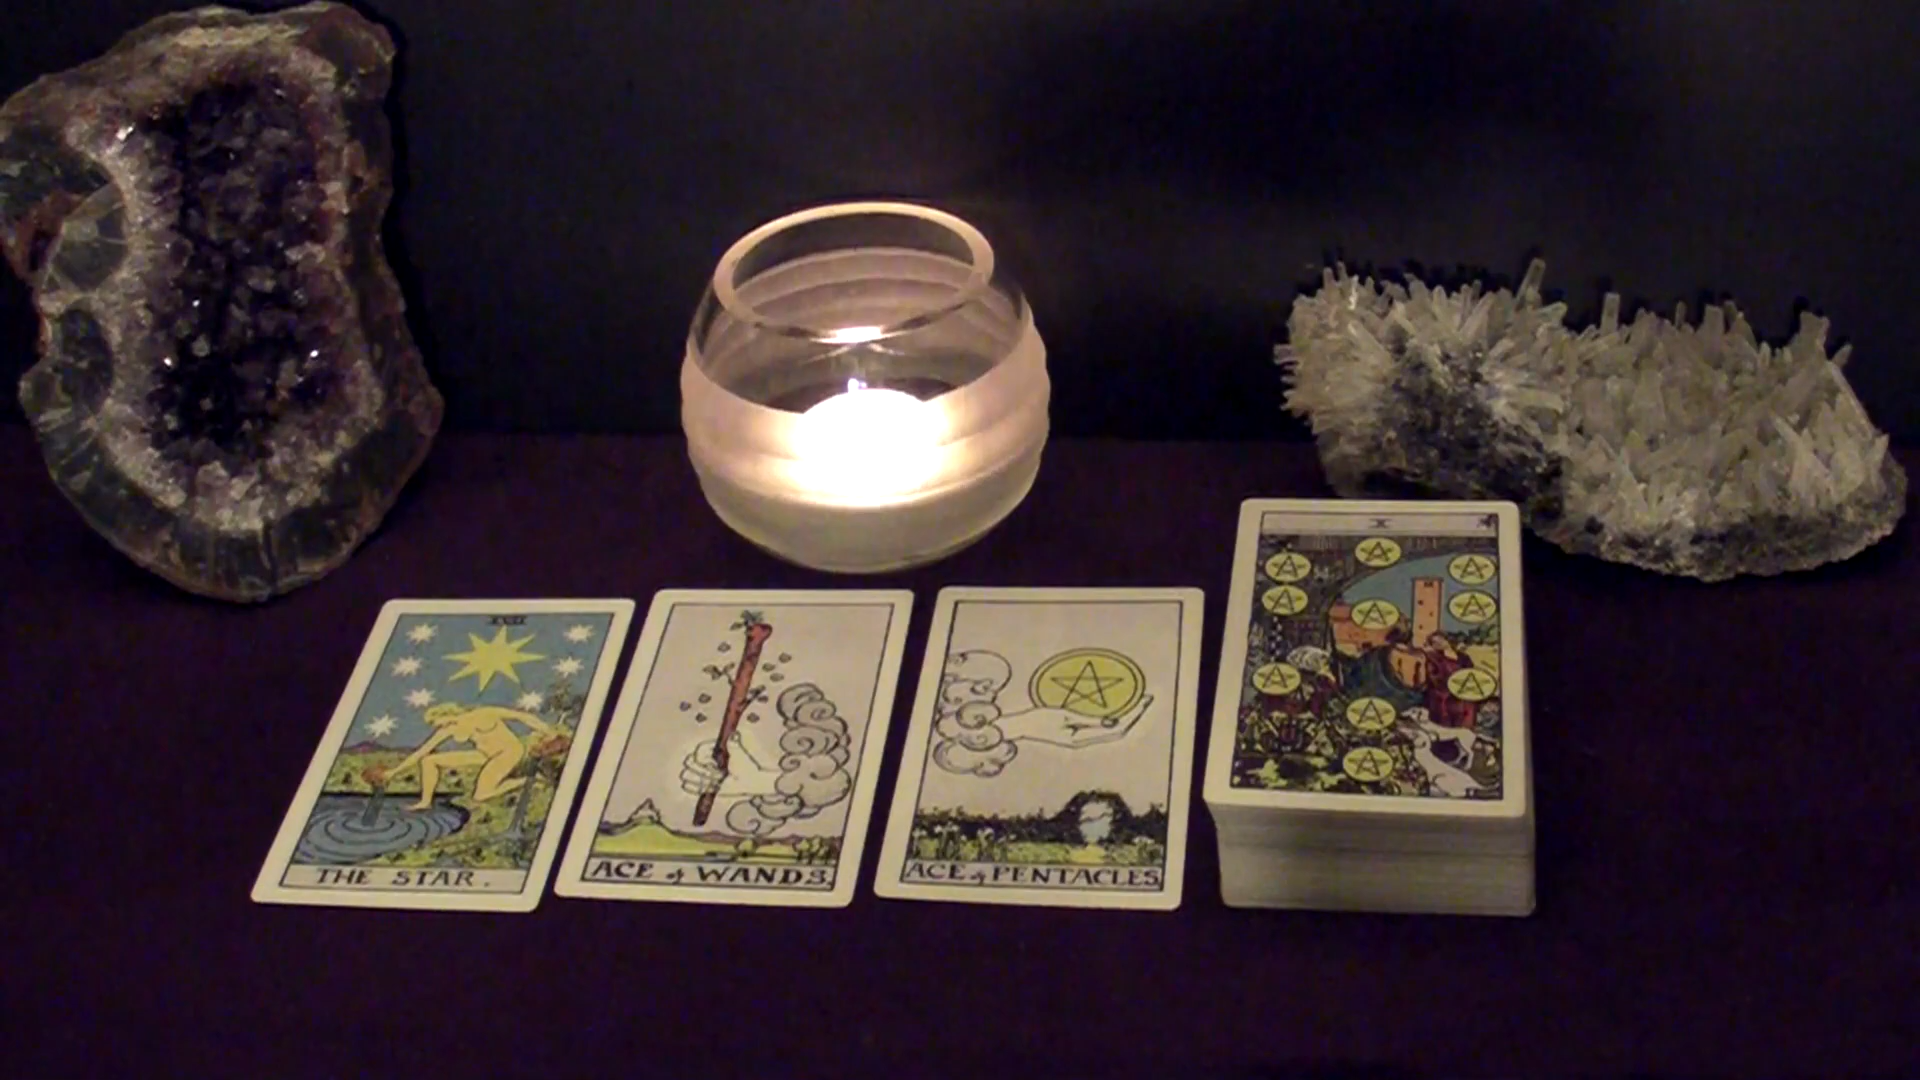 XVII
THE STAR.
ACE of WANDS.
ACE of PENTACLES.
X